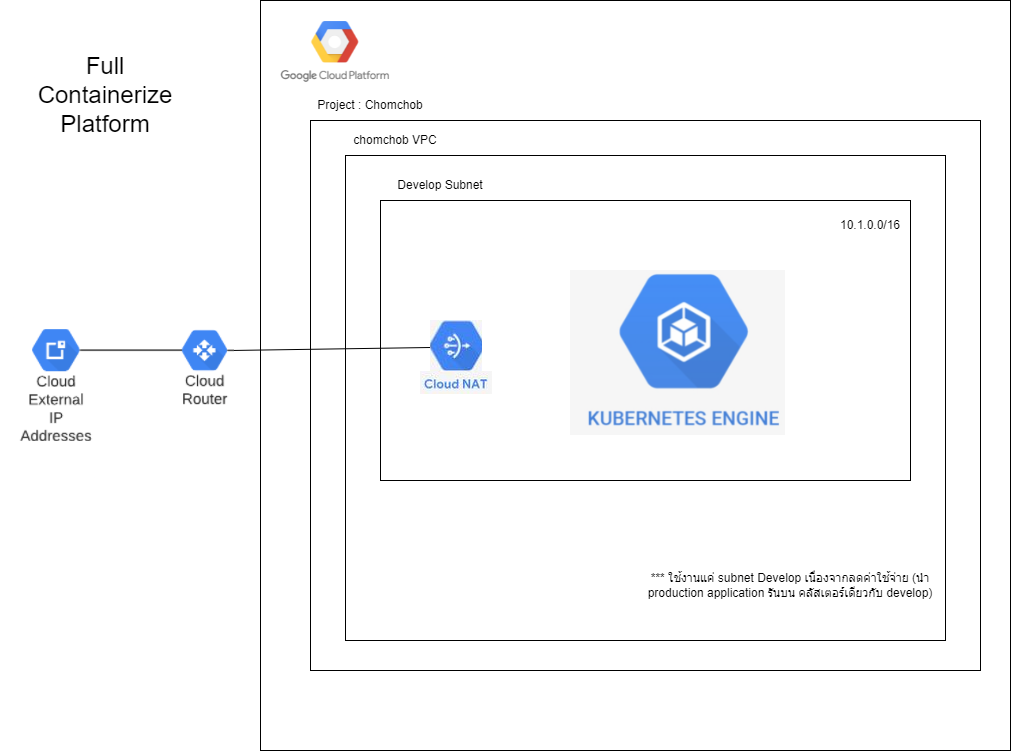 Full
Containerize
Platform
Google Cloud Platform
Project : Chomchob
chomchob VPC
Develop Subnet
10.1.0.0/16
Cloud
External
IP
Addresses
Cloud
Router
Cloud NAT
KUBERNETES ENGINE
*** ใช้งานแค่ subnet Develop เนื่องจากลดค่าใช้จ่าย (นำ
production application รันบน คลัสเตอร์เดียวกับ develop)